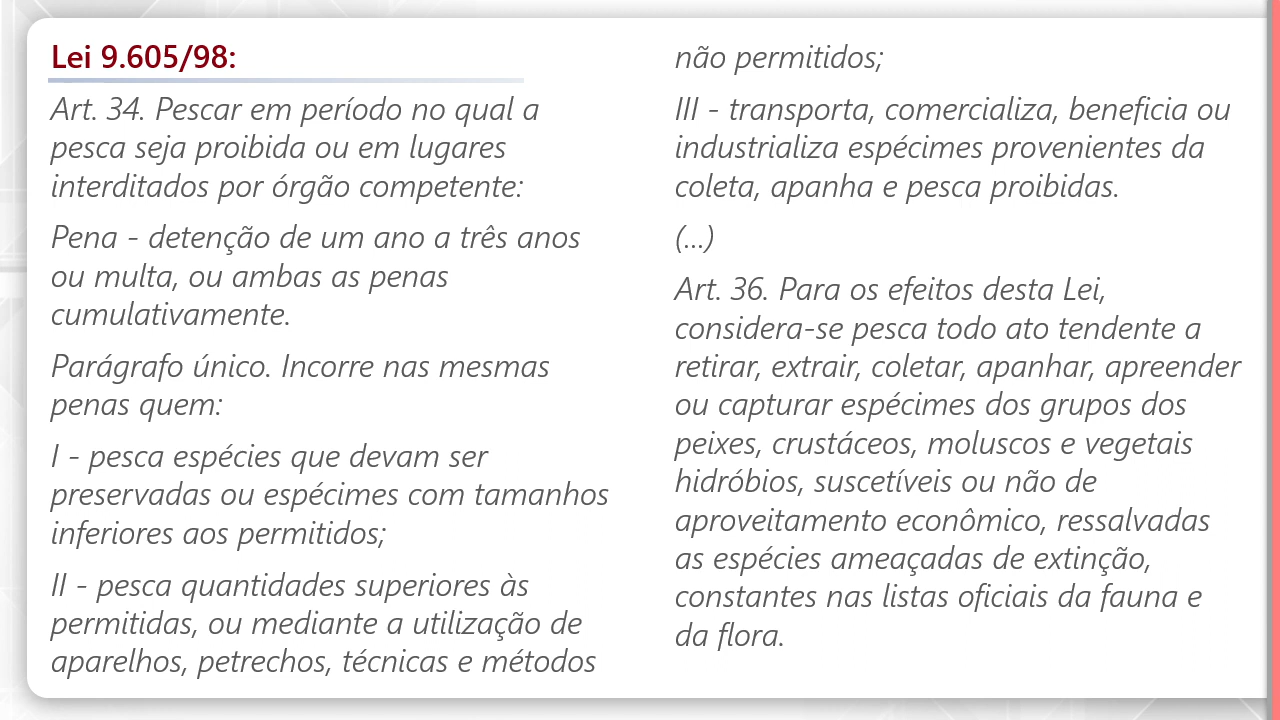 Lei 9.605/98:
Art. 34. Pescar em período no qual a
pesca seja proibida ou em lugares
interditados por órgão competente:
Pena - detenção de um ano a três anos
ou multa, ou ambas as penas
cumulativamente.
Parágrafo único. Incorre nas mesmas
penas quem:
I - pesca espécies que devam ser
preservadas ou espécimes com tamanhos
inferiores aos permitidos;
II - pesca quantidades superiores às
permitidas, ou mediante a utilização de
aparelhos, petrechos, técnicas e métodos
não permitidos;
III - transporta, comercializa, beneficia ou
industrializa espécimes provenientes da
coleta, apanha e pesca proibidas.
(...)
Art. 36. Para os efeitos desta Lei,
considera-se pesca todo ato tendente a
retirar, extrair, coletar, apanhar, apreender
ou capturar espécimes dos grupos dos
peixes, crustáceos, moluscos e vegetais
hidróbios, suscetíveis ou não de
aproveitamento econômico, ressalvadas
as espécies ameaçadas de extinção,
constantes nas listas oficiais da fauna e
da flora.